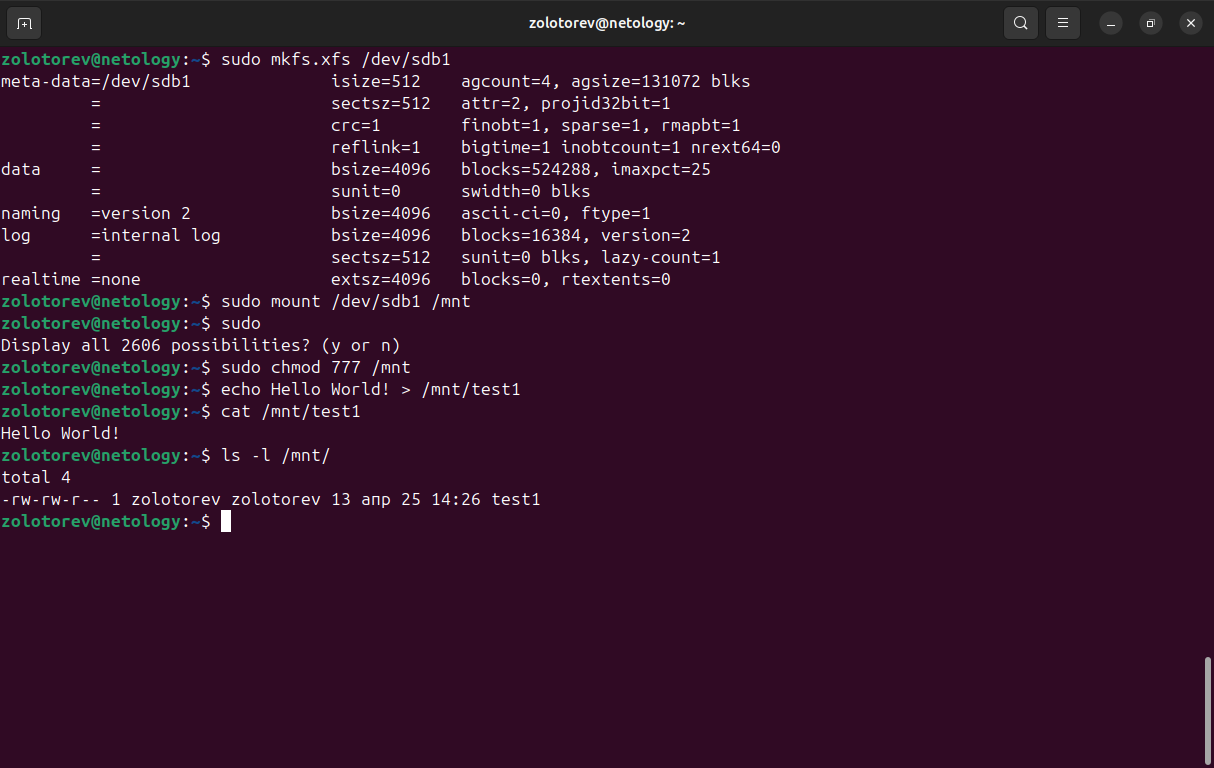 zolotorev@netology: ~
zolotorev@netology:~$ sudo mkfs.xfs /dev/sdb1
meta-data=/dev/sdb1              isize=512    agcount=4, agsize=131072 blks
         =                       sectsz=512   attr=2, projid32bit=1
         =                       crc=1        finobt=1, sparse=1, rmapbt=1
         =                       reflink=1    bigtime=1 inobtcount=1 nrext64=0
data     =                       bsize=4096   blocks=524288, imaxpct=25
         =                       sunit=0      swidth=0 blks
naming   =version 2              bsize=4096   ascii-ci=0, ftype=1
log      =internal log           bsize=4096   blocks=16384, version=2
         =                       sectsz=512   sunit=0 blks, lazy-count=1
realtime =none                   extsz=4096   blocks=0, rtextents=0
zolotorev@netology:~$ sudo mount /dev/sdb1 /mnt
zolotorev@netology:~$ sudo
Display all 2606 possibilities? (y or n)
zolotorev@netology:~$ sudo chmod 777 /mnt
zolotorev@netology:~$ echo Hello World! > /mnt/test1
zolotorev@netology:~$ cat /mnt/test1
Hello World!
zolotorev@netology:~$ ls -l /mnt/
total 4
-rw-rw-r-- 1 zolotorev zolotorev 13 апр 25 14:26 test1
zolotorev@netology:~$